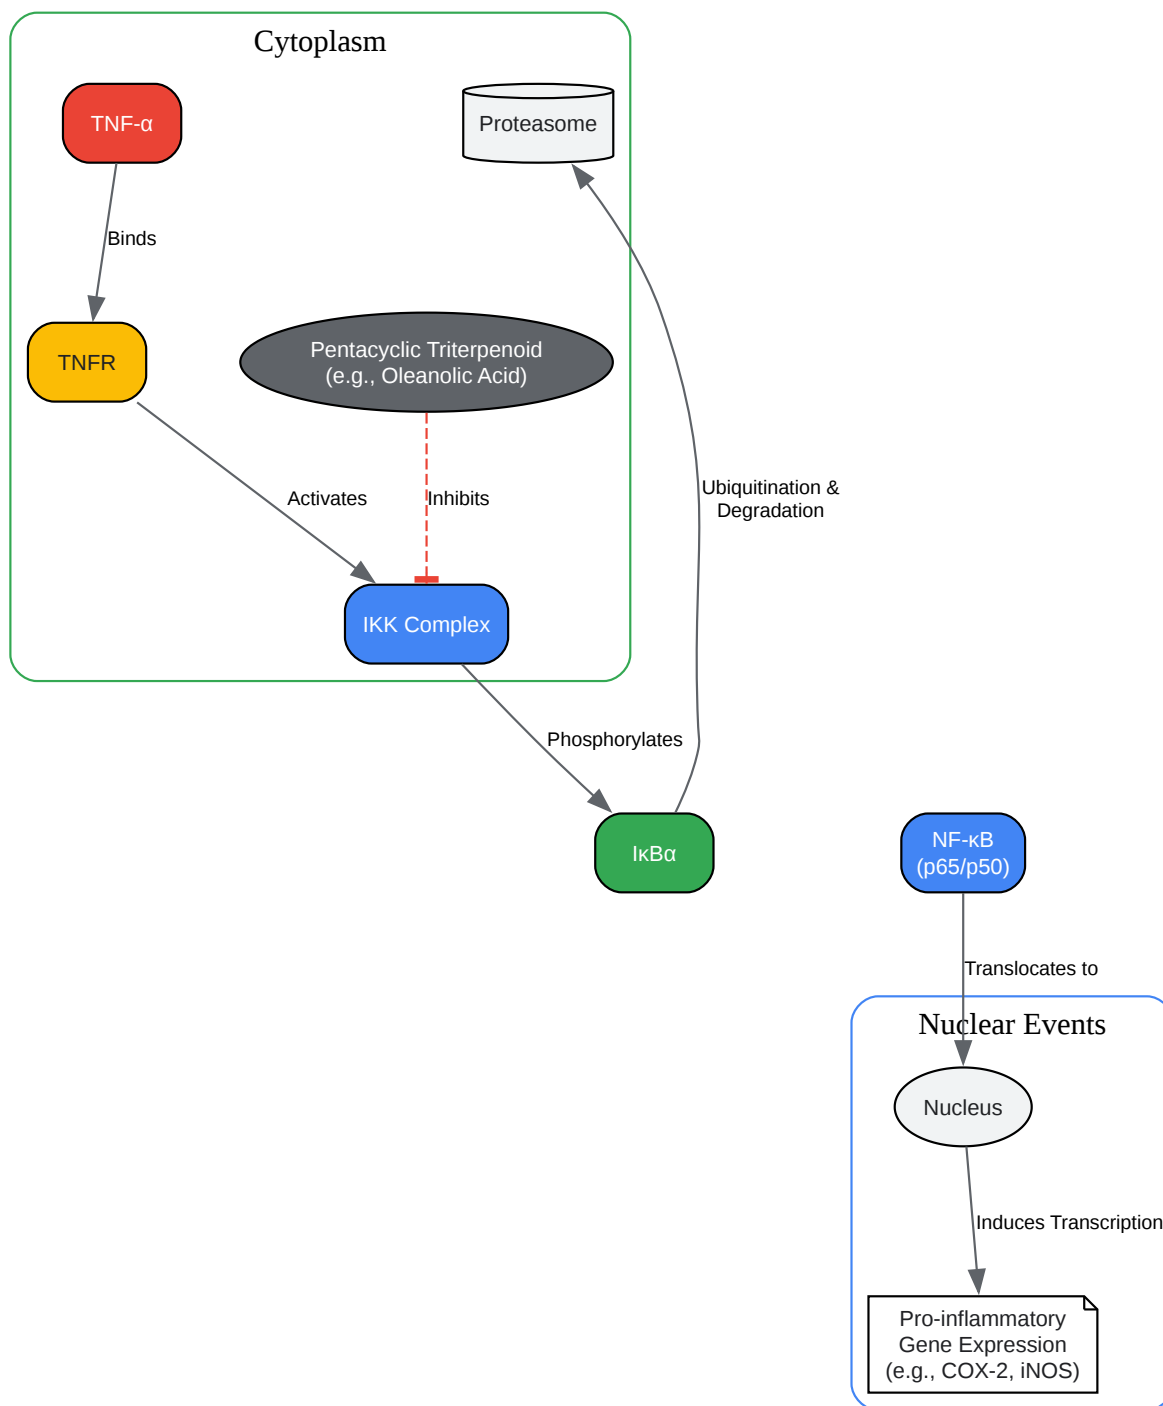 Cytoplasm
TNF-α
Proteasome
Binds
TNFR
Pentacyclic Triterpenoid
(e.g., Oleanolic Acid)
Activates
Inhibits
Ubiquitination &
Degradation
IKK Complex
Phosphorylates
IκBα
NF-κB
(p65/p50)
Translocates to
Nuclear Events
Nucleus
Induces Transcription
Pro-inflammatory
Gene Expression
(e.g., COX-2, iNOS)